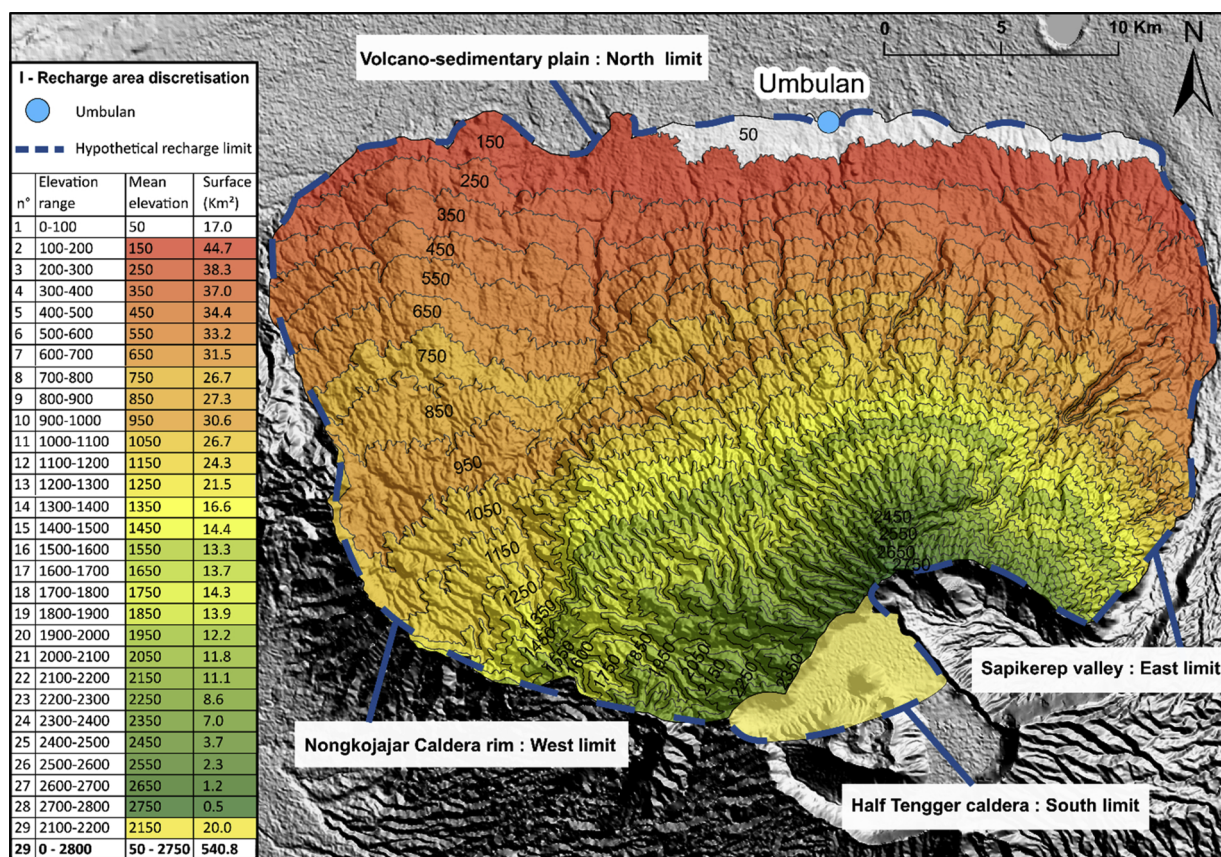 0 5 10 Km
N
Volcano-sedimentary plain : North limit
Umbulan
I - Recharge area discretisation
Umbulan
Hypothetical recharge limit
n° Elevation range Mean elevation Surface (Km²)
1 0-100 50 17.0
2 100-200 150 44.7
3 200-300 250 38.3
4 300-400 350 37.0
5 400-500 450 34.4
6 500-600 550 33.2
7 600-700 650 31.5
8 700-800 750 26.7
9 800-900 850 27.3
10 900-1000 950 30.6
11 1000-1100 1050 26.7
12 1100-1200 1150 24.3
13 1200-1300 1250 21.5
14 1300-1400 1350 16.6
15 1400-1500 1450 14.4
16 1500-1600 1550 13.3
17 1600-1700 1650 13.7
18 1700-1800 1750 14.3
19 1800-1900 1850 13.9
20 1900-2000 1950 12.2
21 2000-2100 2050 11.8
22 2100-2200 2150 11.1
23 2200-2300 2250 8.6
24 2300-2400 2350 7.0
25 2400-2500 2450 3.7
26 2500-2600 2550 2.3
27 2600-2700 2650 1.2
28 2700-2800 2750 0.5
29 2100-2200 2150 20.0
29 0 - 2800 50 - 2750 540.8
50
150
250
350
450
550
650
750
850
950
1050
1150
1250
1350
1450
1750
1850
1950
2050
2150
2250
2450
2550
2650
2750
Sapikerep valley : East limit
Nongkojajar Caldera rim : West limit
Half Tengger caldera : South limit